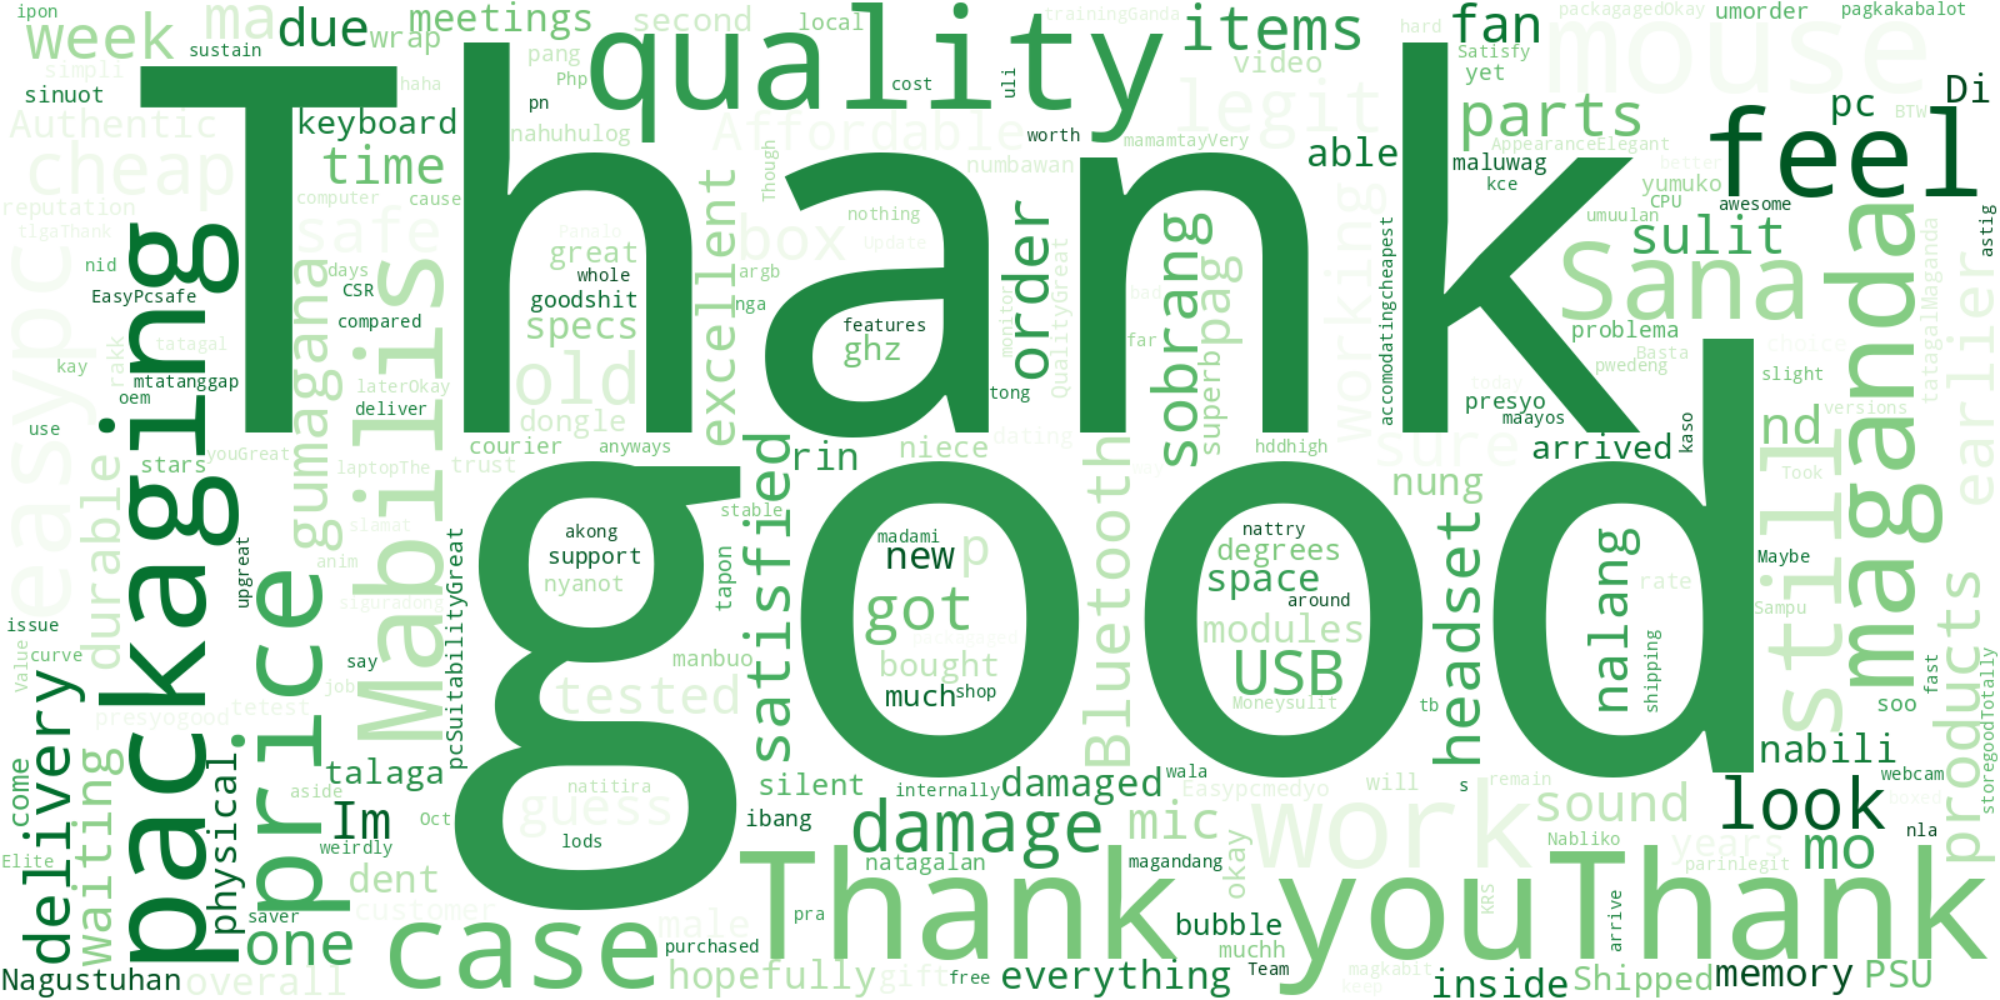 Thank
good
Thank youThank
quality
packaging
price
Mabilis
maganda
feel
mouse
easypc
work
case
still
Sana
look
damage
satisfied
Bluetooth
headset
sobrang
delivery
products
earlier
excellent
order
working
gumagana
durable
waiting
cheap
week
ma
due
wrap
meetings
second
local
items
fan
parts
legit
Affordable
Authentic
keyboard
time
safe
box
old
specs
great
dongle
tested
guess
got
new
p
bought
much
shop
USB
modules
space
degrees
nalang
nabili
sound
mo
nd
sulit
pc
Di
able
arrived
nung
sure
rin
niece
pag
superb
mic
damaged
silent
talaga
Im
dent
one
physical
overall
customer
male
hopefully
gift
everything
bubble
inside
Shipped
memory
PSU
years
Nagustuhan
ipon
sustain
simpli
sinuot
haha
pang
Php
pn
nahuhulog
cost
uli
worth
trainingGanda
video
hard
Satisfy
yet
packagagedOkay
umorder
pagkakabalot
BTW
mamamtayVery
numbawan
AppearanceElegant
maluwag
kce
better
yumuko
CPU
awesome
umuulan
astig
computer
cause
reputation
tlgaThank
nid
EasyPcsafe
days
CSR
compared
tatagal
kay
rakk
mtatanggap
oem
use
stars
youGreat
laterOkay
deliver
laptopThe
trust
courier
anyways
Panalo
whole
goodshit
Though
nothing
Update
argb
nga
features
ghz
tong
dating
monitor
QualityGreat
bad
far
way
accomodatingcheapest
presyo
maayos
today
problema
Basta
pwedeng
choice
slight
versions
tatagalMaganda
kaso
hddhigh
Took
slamat
anim
siguradong
upgreat
issue
curve
Value
say
job
tetest
presyogood
pcSuitabilityGreat
akong
support
nyanot
stable
tapon
manbuo
madami
packagaged
nattry
around
Moneysulit
tb
rate
shipping
Maybe
Sampu
soo
fast
storegoodTotally
webcam
boxed
nla
come
Elite
aside
Oct
weirdly
saver
natitira
lods
ibang
internally
wala
Easypcmedyo
will
s
remain
Nabliko
parinlegit
natagalan
magandang
okay
pra
purchased
free
muchh
Team
magkabit
keep
KRs
arrive